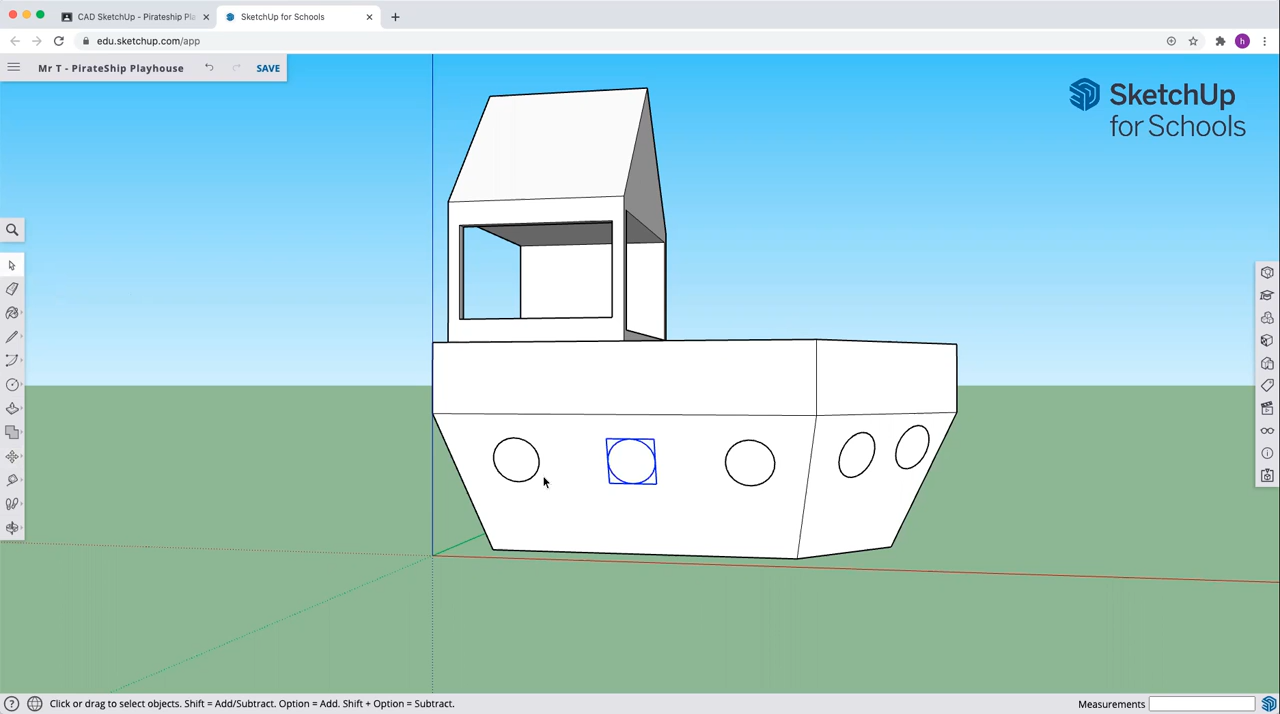 CAD SketchUp - Pirateship Pla
SketchUp for Schools
edu.sketchup.com/app
h
Mr T - PirateShip Playhouse
SAVE
SketchUp
for Schools
Click or drag to select objects. Shift = Add/Subtract. Option = Add. Shift + Option = Subtract.
Measurements